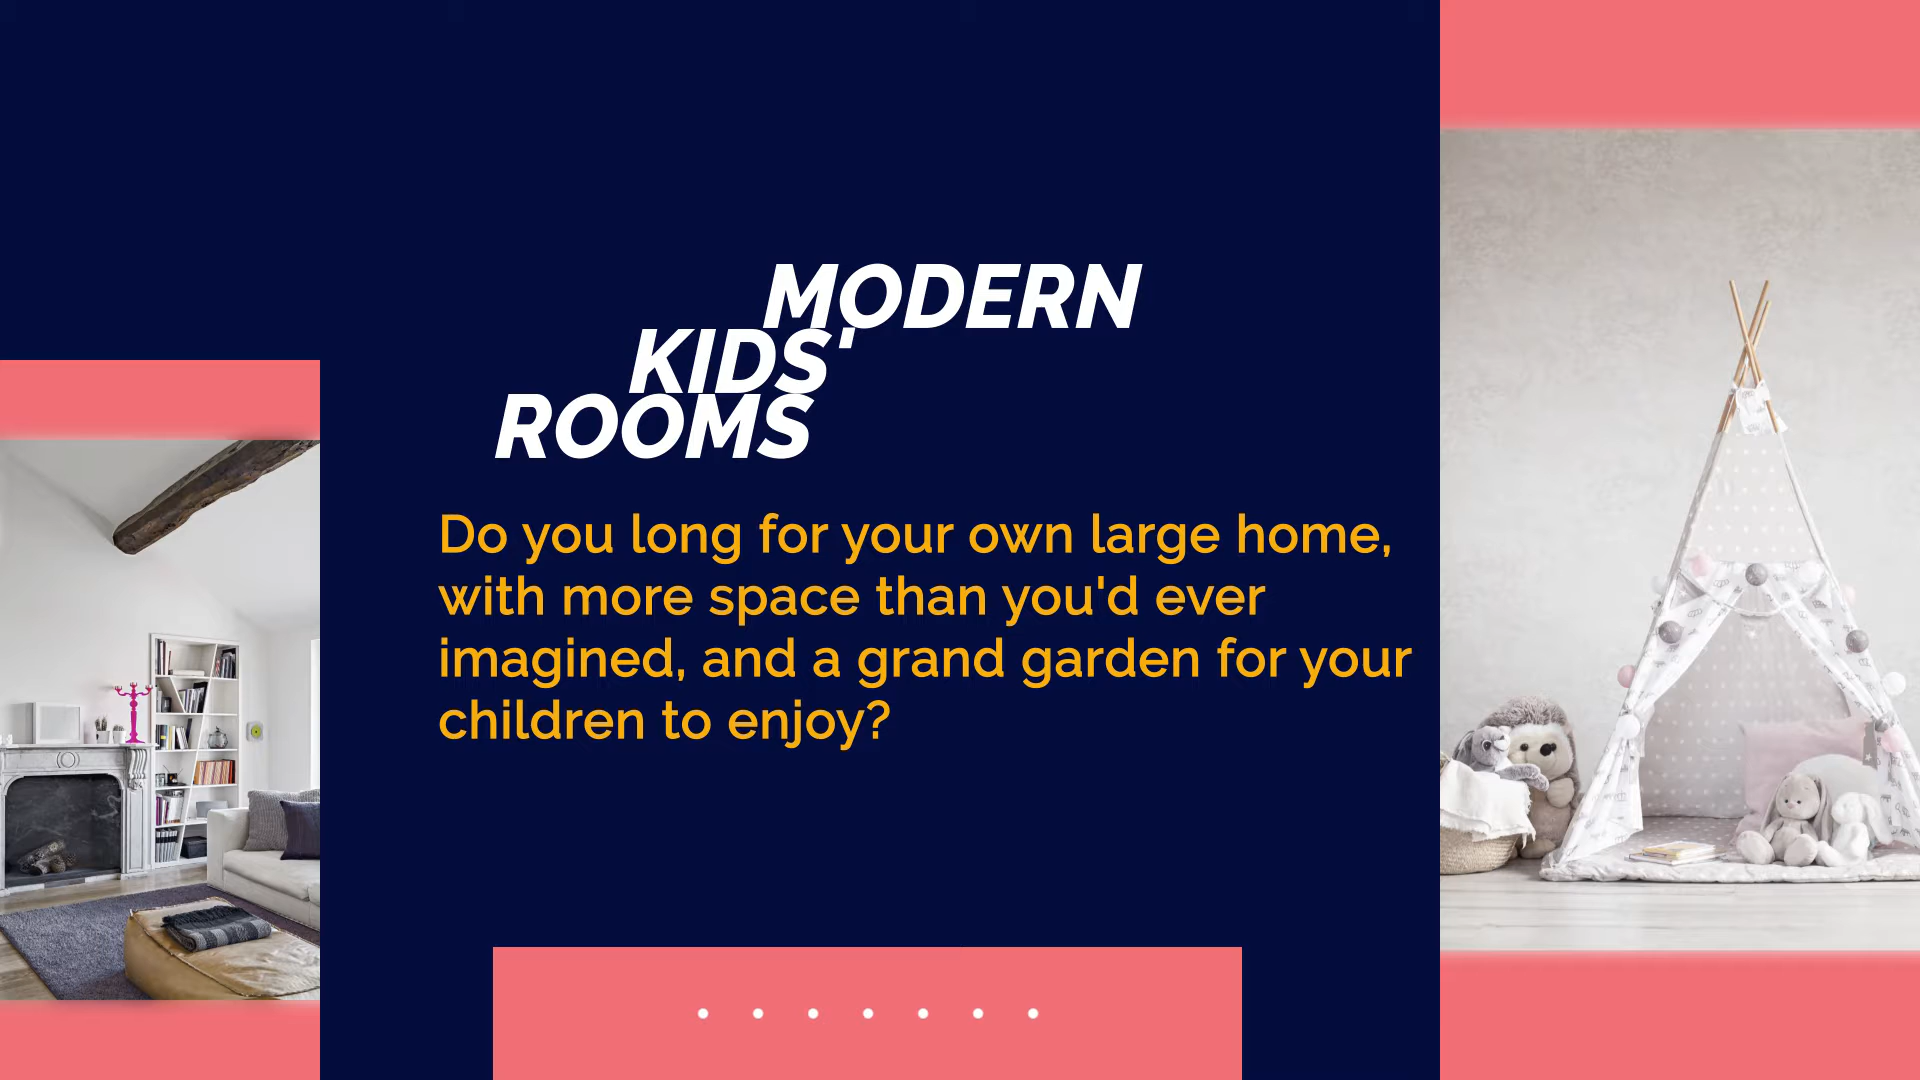 MODERN
KIDS'
ROOMS
Do you long for your own large home,
with more space than you'd ever
imagined, and a grand garden for your
children to enjoy?